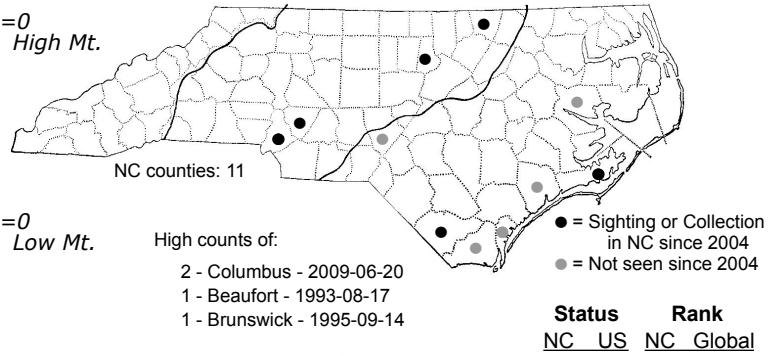 =0
High Mt.
NC counties: 11
=0
Low Mt.
High counts of:
2 - Columbus - 2009-06-20
1 - Beaufort - 1993-08-17
1 - Brunswick - 1995-09-14
= Sighting or Collection
in NC since 2004
= Not seen since 2004
Status Rank
NC US NC Global